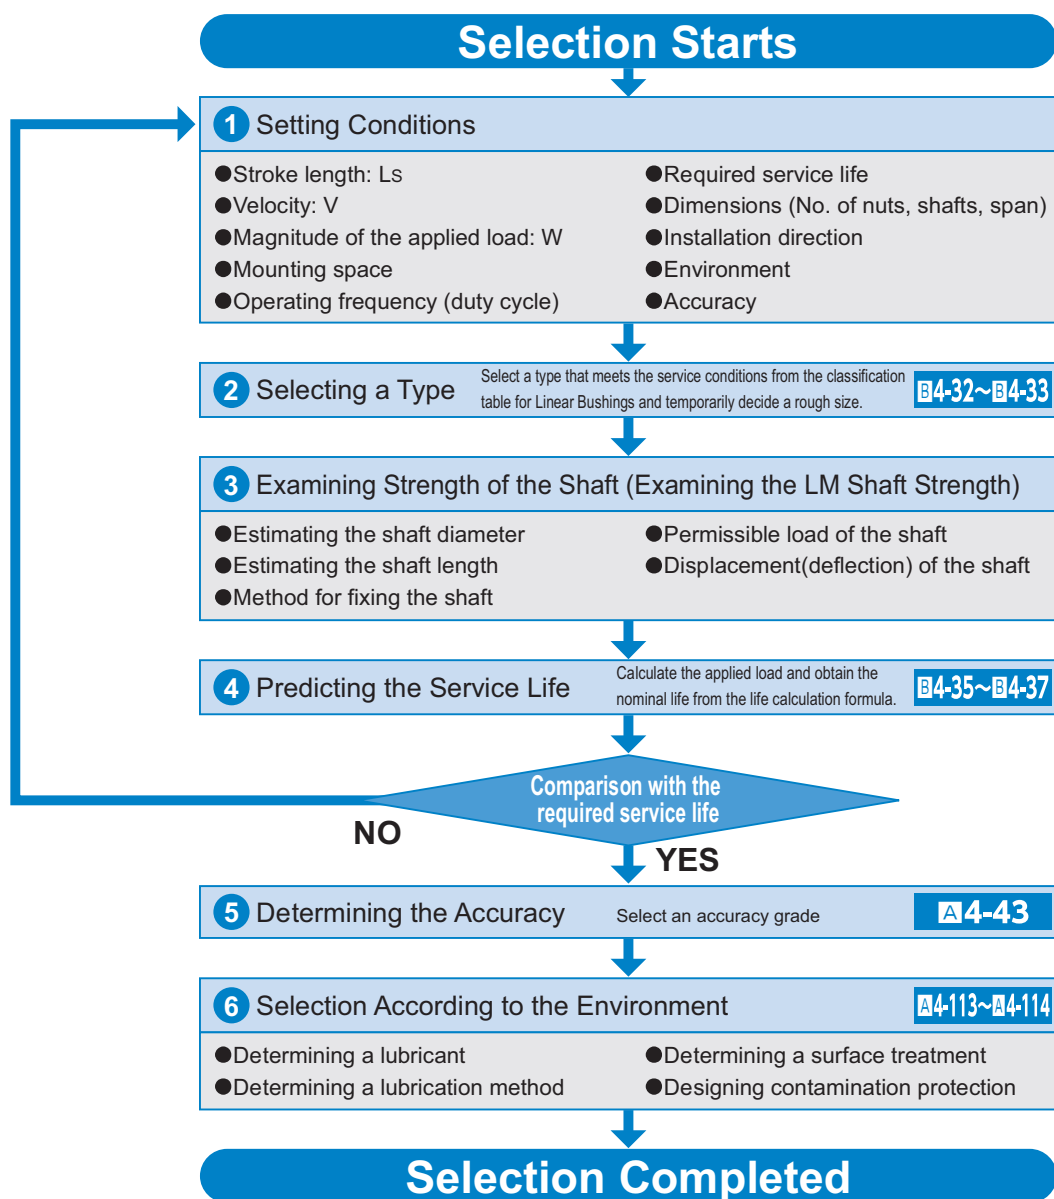 Selection Starts
1 Setting Conditions
●Stroke length: Ls
●Velocity: V
●Magnitude of the applied load: W
●Mounting space
●Operating frequency (duty cycle)
●Required service life
●Dimensions (No. of nuts, shafts, span)
●Installation direction
●Environment
●Accuracy
2 Selecting a Type
Select a type that meets the service conditions from the classification
table for Linear Bushings and temporarily decide a rough size.
B4-32~B4-33
3 Examining Strength of the Shaft (Examining the LM Shaft Strength)
●Estimating the shaft diameter
●Estimating the shaft length
●Method for fixing the shaft
●Permissible load of the shaft
●Displacement(deflection) of the shaft
4 Predicting the Service Life
Calculate the applied load and obtain the
nominal life from the life calculation formula.
B4-35~B4-37
Comparison with the
required service life
NO
YES
5 Determining the Accuracy
Select an accuracy grade
A4-43
6 Selection According to the Environment
A4-113~A4-114
●Determining a lubricant
●Determining a lubrication method
●Determining a surface treatment
●Designing contamination protection
Selection Completed